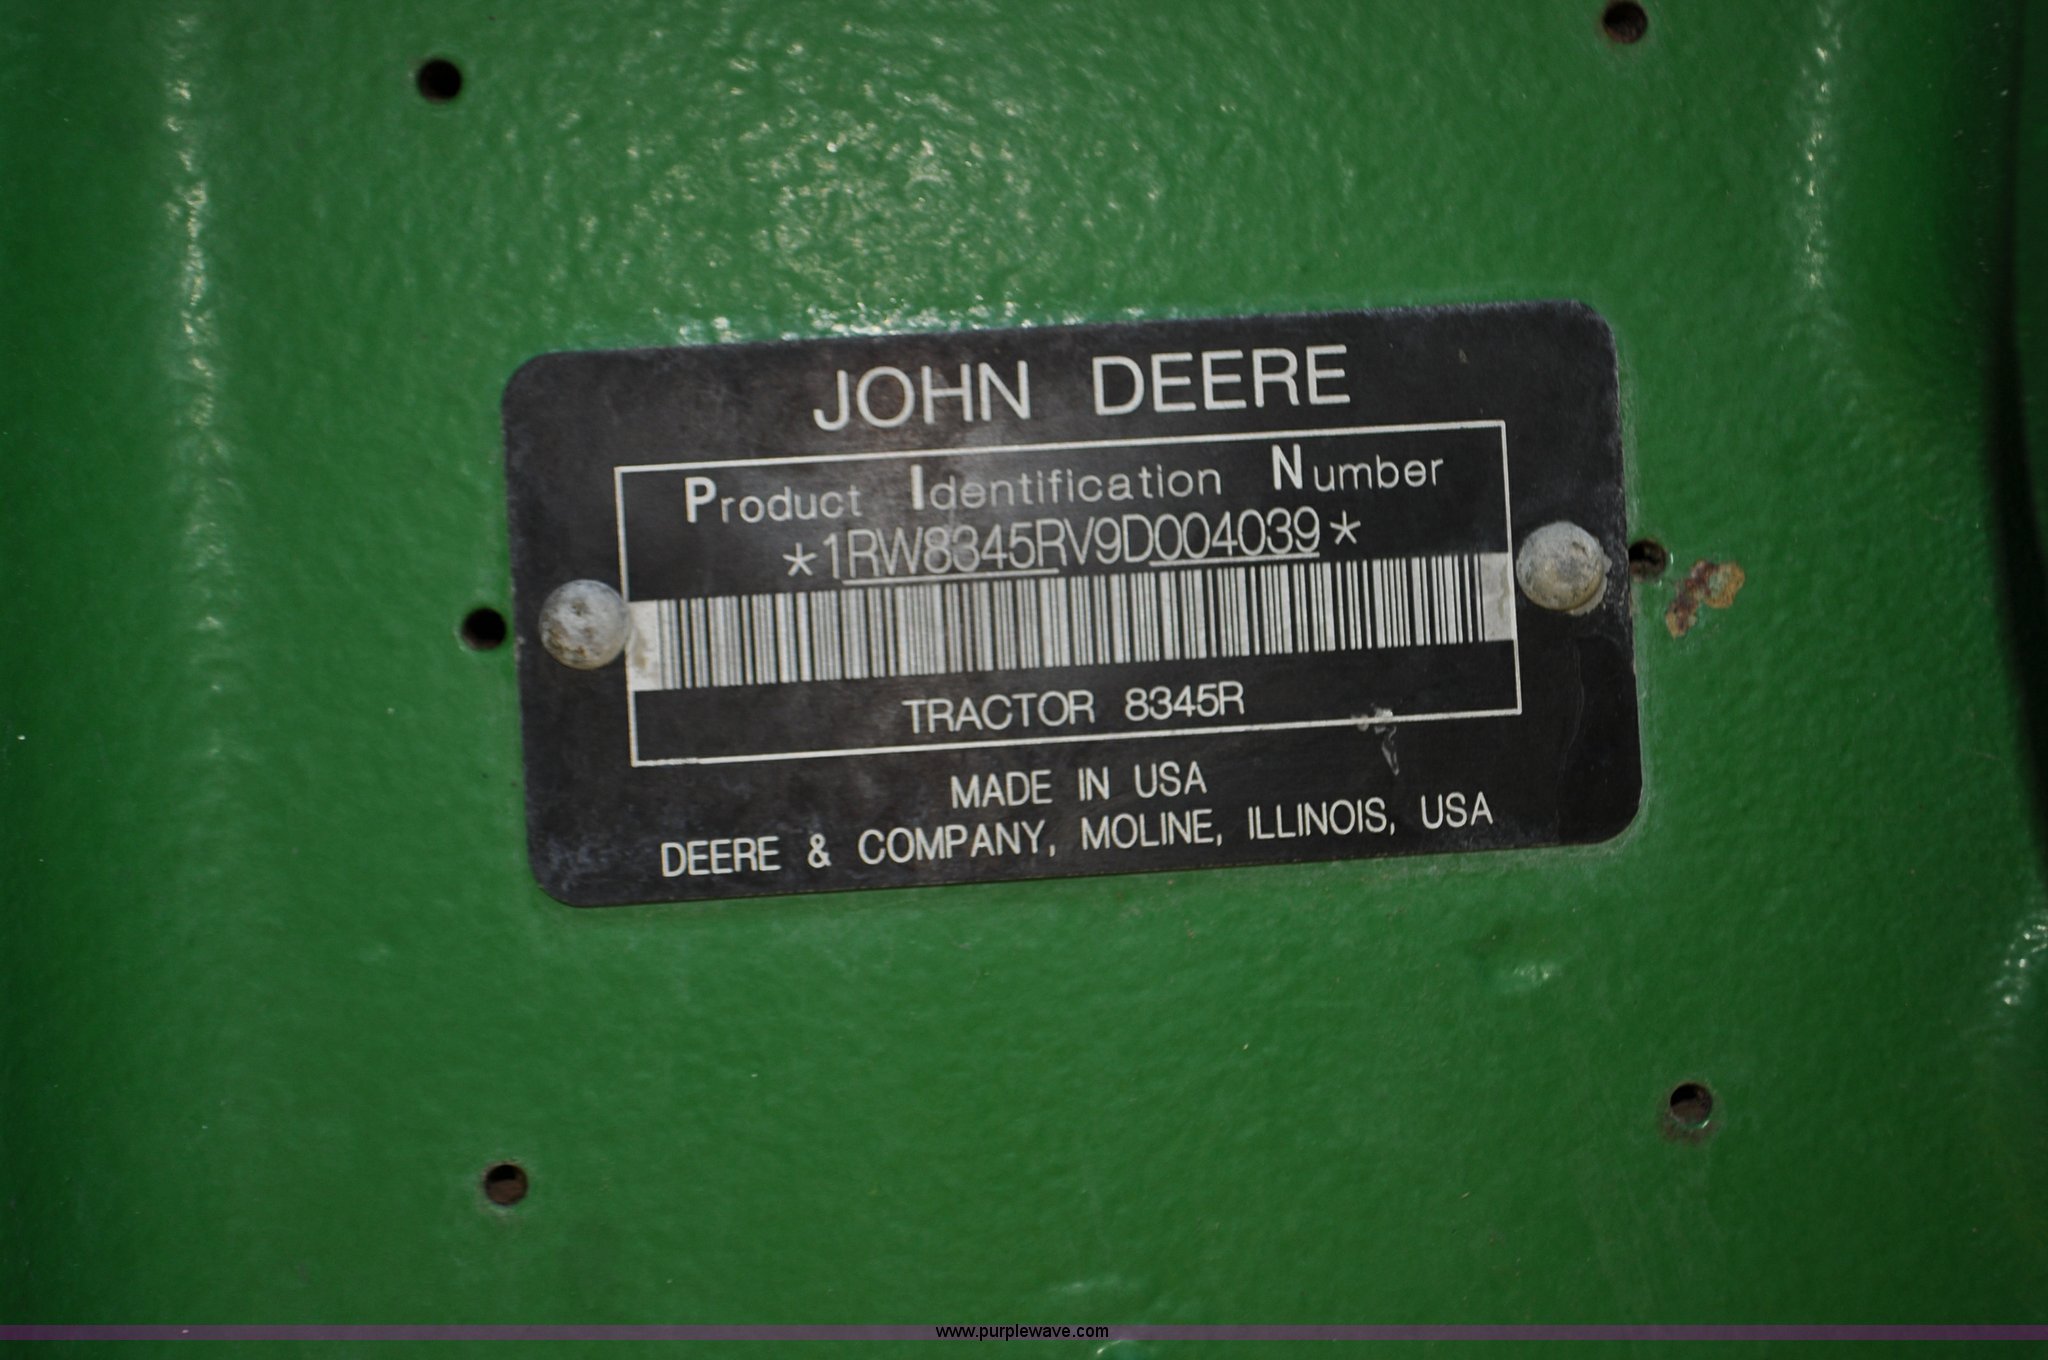 JOHN DEERE
Product Identification Number
*1RW8345RV9D004039*
TRACTOR 8345R
MADE IN USA
DEERE & COMPANY, MOLINE, ILLINOIS, USA
www.purplewave.com